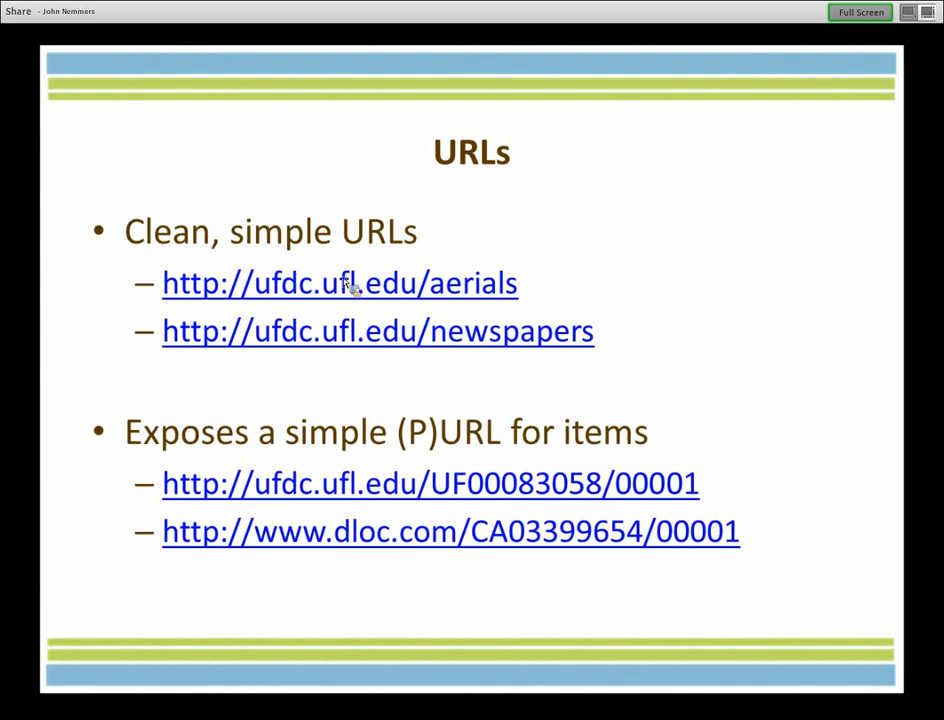 Share - John Nemmers
Full Screen
URLs
• Clean, simple URLs
– http://ufdc.ufl.edu/aerials
– http://ufdc.ufl.edu/newspapers
• Exposes a simple (P)URL for items
– http://ufdc.ufl.edu/UF00083058/00001
– http://www.dloc.com/CA03399654/00001